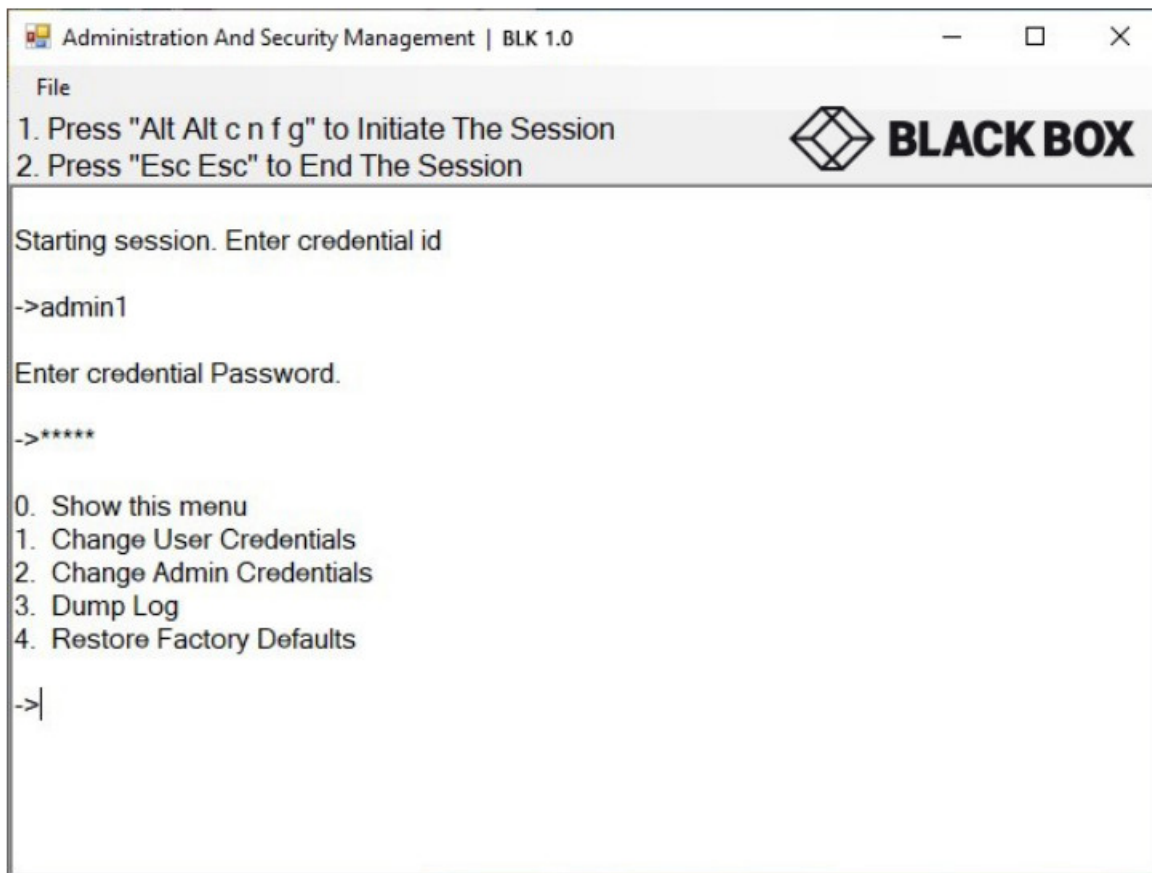 Administration And Security Management | BLK 1.0
File
1. Press "Alt Alt c n f g" to Initiate The Session
2. Press "Esc Esc" to End The Session
BLACK BOX
Starting session. Enter credential id
->admin1
Enter credential Password.
->*****
0. Show this menu
1. Change User Credentials
2. Change Admin Credentials
3. Dump Log
4. Restore Factory Defaults
->